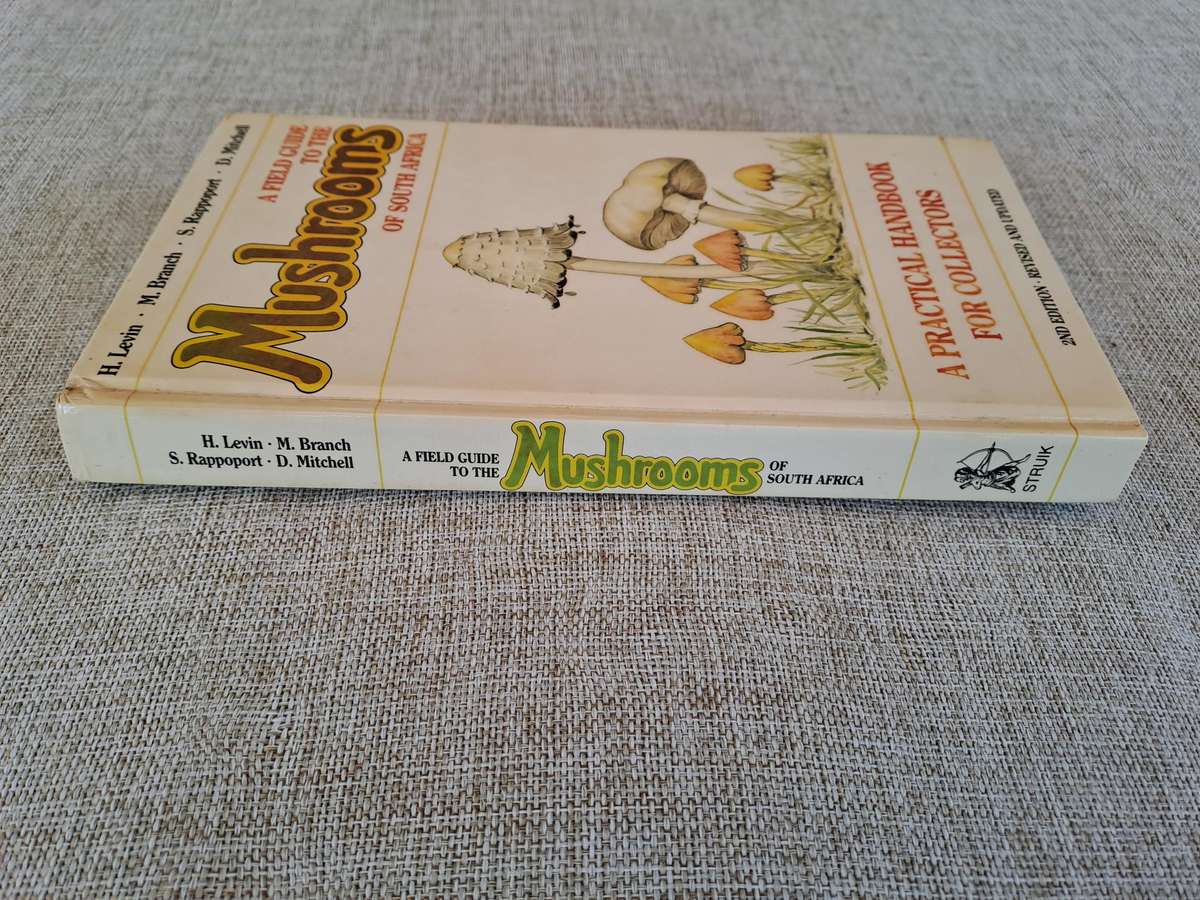 H. Levin · M. Branch · S. Rappoport · D. Mitchell
A FIELD GUIDE
TO THE
Mushrooms
OF SOUTH AFRICA
A PRACTICAL HANDBOOK
FOR COLLECTORS
2ND EDITION · REVISED AND UPDATED
H. Levin · M. Branch
S. Rappoport · D. Mitchell
A FIELD GUIDE
TO THE
Mushrooms
OF
SOUTH AFRICA
STRUIK